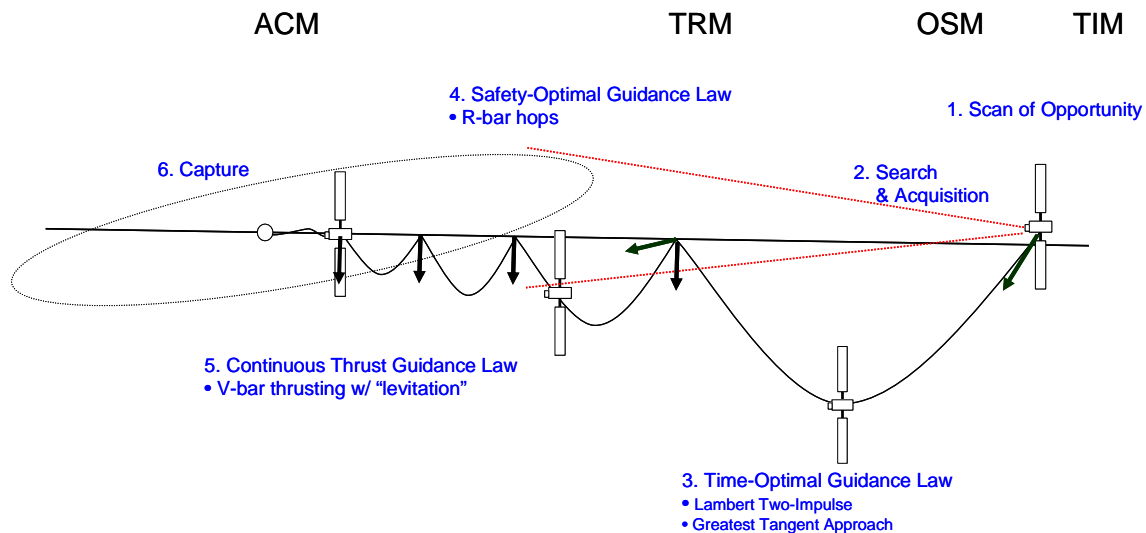 ACM TRM OSM TIM
4. Safety-Optimal Guidance Law
• R-bar hops
1. Scan of Opportunity
6. Capture
2. Search
& Acquisition
5. Continuous Thrust Guidance Law
• V-bar thrusting w/ “levitation”
3. Time-Optimal Guidance Law
• Lambert Two-Impulse
• Greatest Tangent Approach